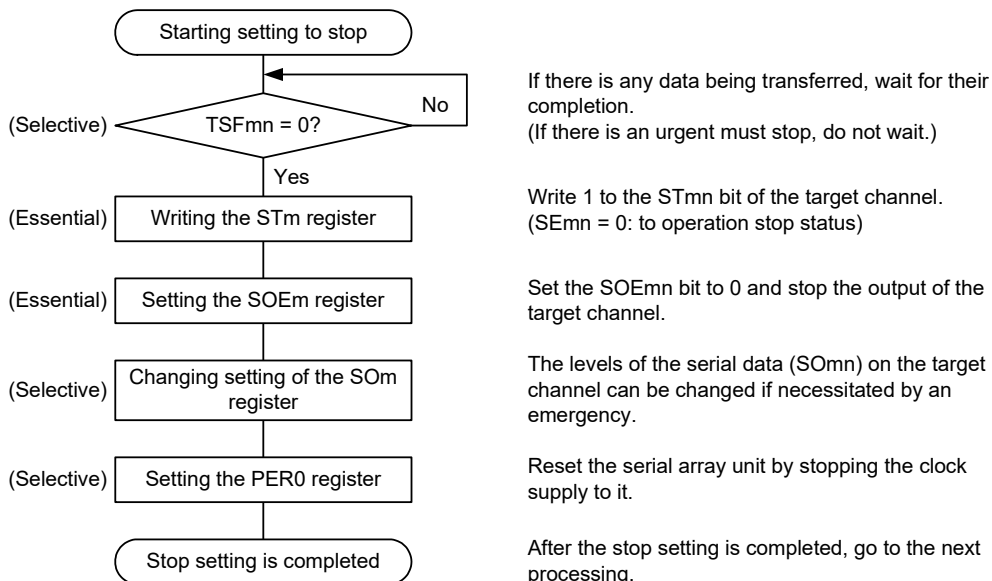 Starting setting to stop
If there is any data being transferred, wait for their
completion.
(If there is an urgent must stop, do not wait.)
(Selective)
TSFmn = 0?
No
Yes
(Essential)
Writing the STm register
Write 1 to the STmn bit of the target channel.
(SEmn = 0: to operation stop status)
(Essential)
Setting the SOEm register
Set the SOEmn bit to 0 and stop the output of the
target channel.
(Selective)
Changing setting of the SOm
register
The levels of the serial data (SOmn) on the target
channel can be changed if necessitated by an
emergency.
(Selective)
Setting the PER0 register
Reset the serial array unit by stopping the clock
supply to it.
Stop setting is completed
After the stop setting is completed, go to the next
processing.